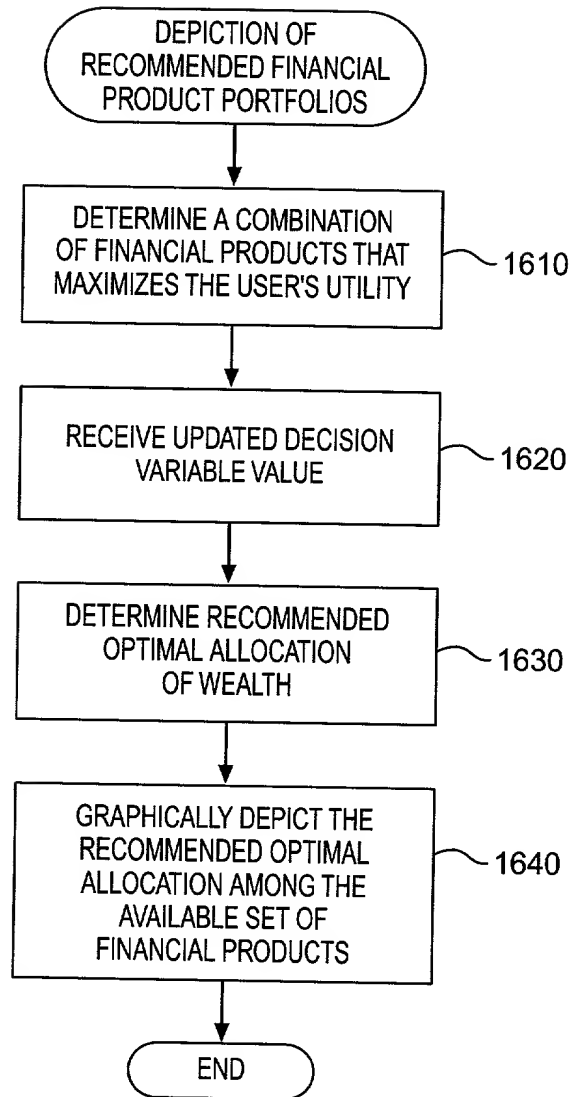 DEPICTION OF
RECOMMENDED FINANCIAL
PRODUCT PORTFOLIOS
DETERMINE A COMBINATION
OF FINANCIAL PRODUCTS THAT
MAXIMIZES THE USER'S UTILITY
1610
RECEIVE UPDATED DECISION
VARIABLE VALUE
1620
DETERMINE RECOMMENDED
OPTIMAL ALLOCATION
OF WEALTH
1630
GRAPHICALLY DEPICT THE
RECOMMENDED OPTIMAL
ALLOCATION AMONG THE
AVAILABLE SET OF
FINANCIAL PRODUCTS
1640
END